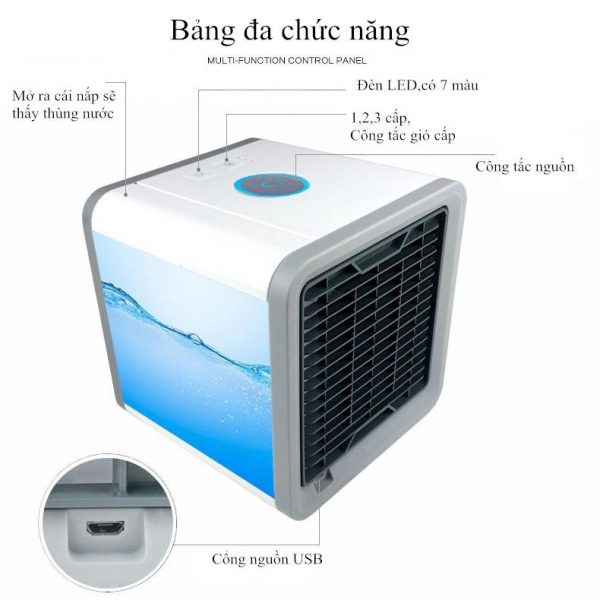 Bảng đa chức năng
MULTI-FUNCTION CONTROL PANEL
Đèn LED,có 7 màu
Mở ra cái nắp sẽ
thấy thùng nước
1,2,3 cấp,
Công tắc gió cấp
Công tắc nguồn
Cổng nguồn USB